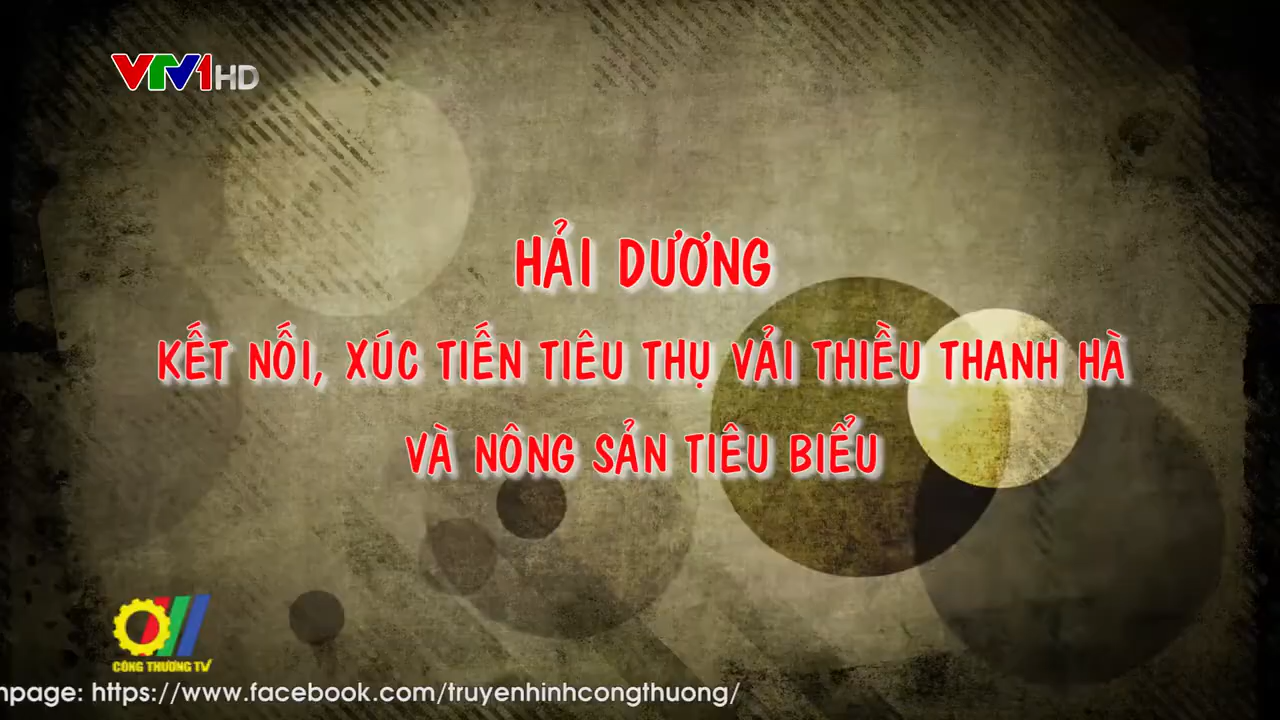 VTV1HD
HẢI DƯƠNG
KẾT NỐI, XÚC TIẾN TIÊU THỤ VẢI THIỀU THANH HÀ
VÀ NÔNG SẢN TIÊU BIỂU
CÔNG THƯƠNG TV
npage: https://www.facebook.com/truyenhinhcongthuong/